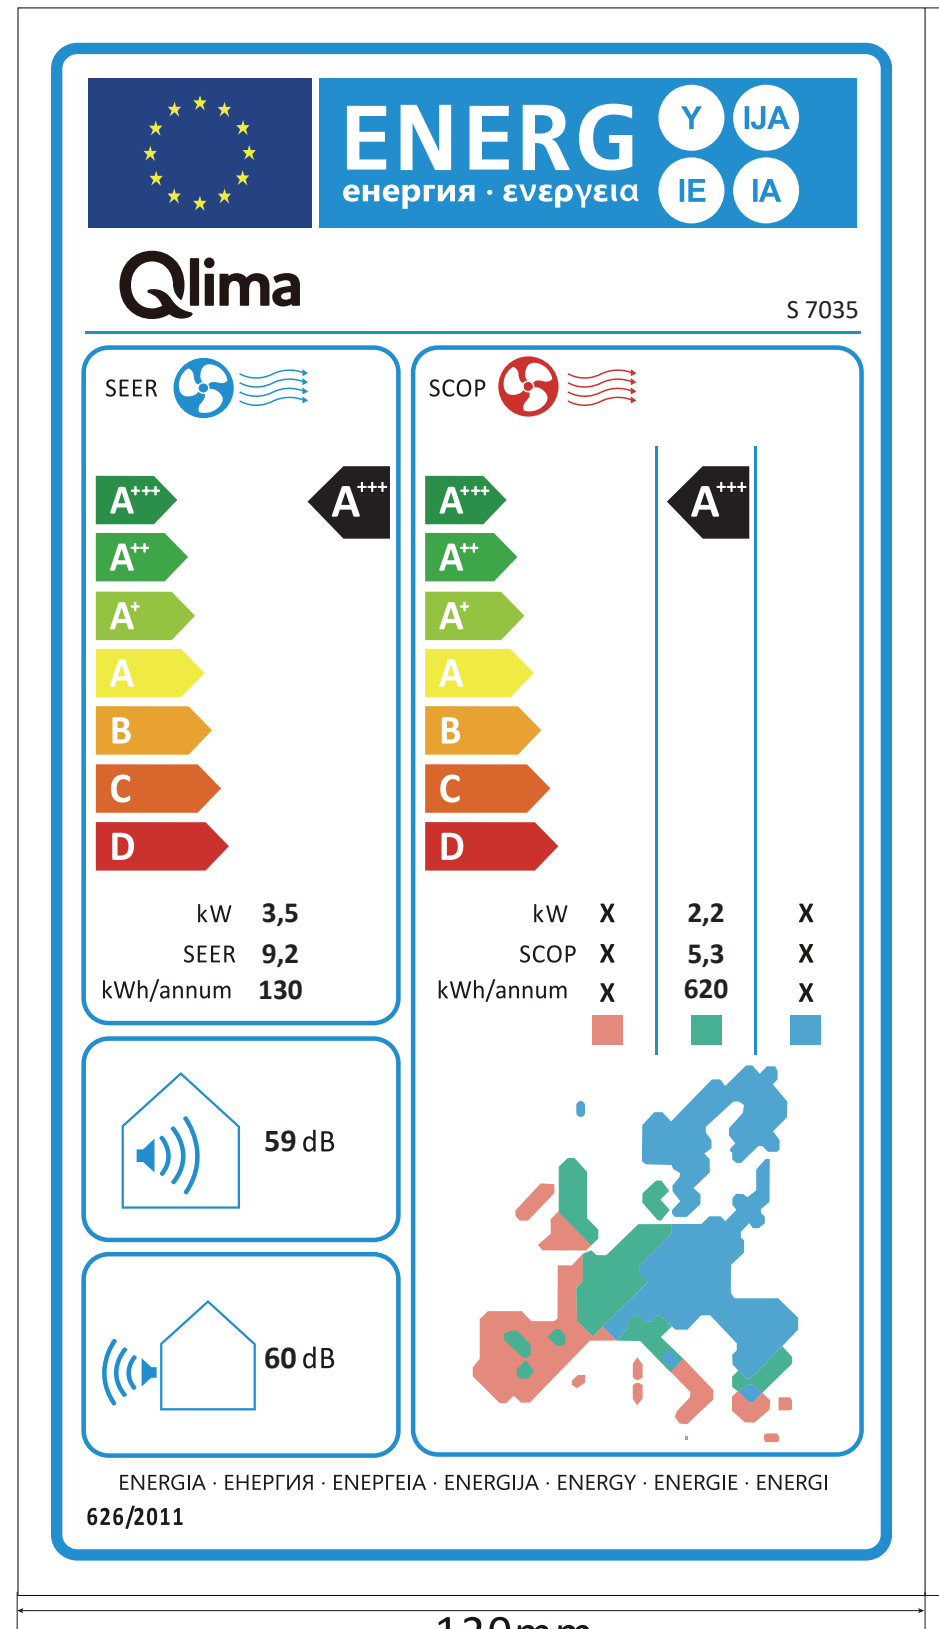 ENERG Y IJA
енергия · ενεργεια IE IA
Qlima
S 7035
SEER
A+++ A+++
A++
A+
A
B
C
D
kW 3,5
SEER 9,2
kWh/annum 130
SCOP
A+++ A+++
A++
A+
A
B
C
D
kW X 2,2 X
SCOP X 5,3 X
kWh/annum X 620 X
59 dB
60 dB
ENERGIA · ЕНЕРГИЯ · ΕΝΕΡΓΕΙΑ · ENERGIJA · ENERGY · ENERGIE · ENERGI
626/2011